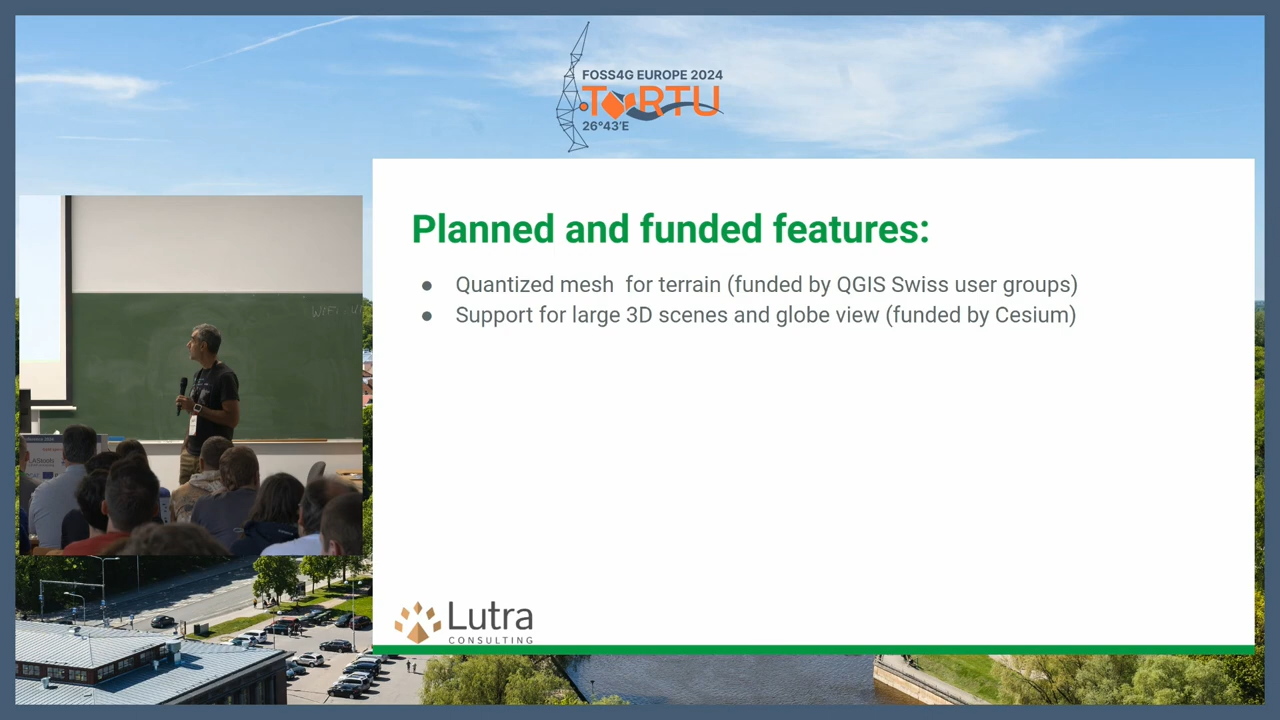 FOSS4G EUROPE 2024
TARTU
26°43'E
Planned and funded features:
● Quantized mesh for terrain (funded by QGIS Swiss user groups)
● Support for large 3D scenes and globe view (funded by Cesium)
WiFi
Lutra
CONSULTING